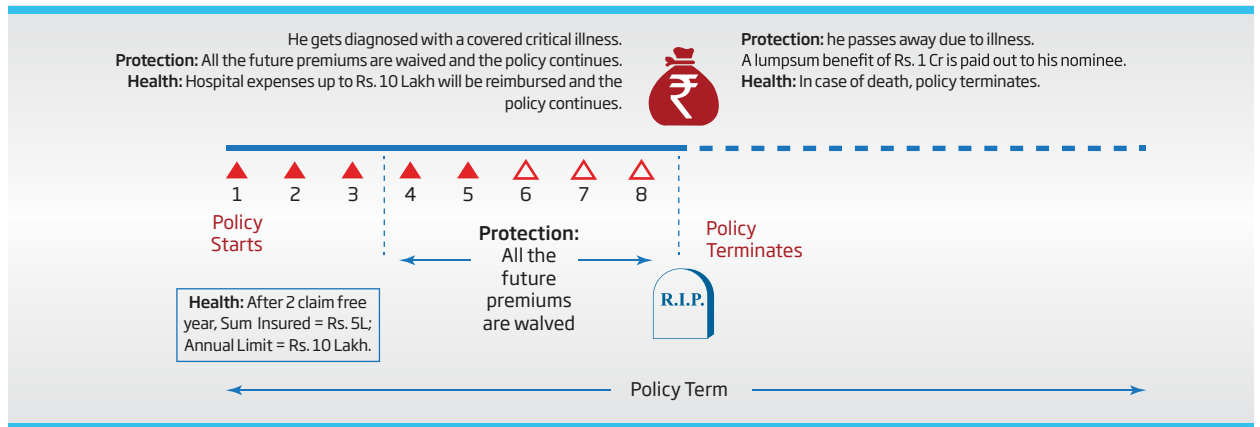 He gets diagnosed with a covered critical illness.
Protection: All the future premiums are waived and the policy continues.
Health: Hospital expenses up to Rs. 10 Lakh will be reimbursed and the
policy continues.
₹
Protection: he passes away due to illness.
A lumpsum benefit of Rs. 1 Cr is paid out to his nominee.
Health: In case of death, policy terminates.
1 2 3 4 5 6 7 8
Policy
Starts
Protection:
All the
future
premiums
are walved
Policy
Terminates
R.I.P.
Health: After 2 claim free
year, Sum Insured = Rs. 5L;
Annual Limit = Rs. 10 Lakh.
Policy Term